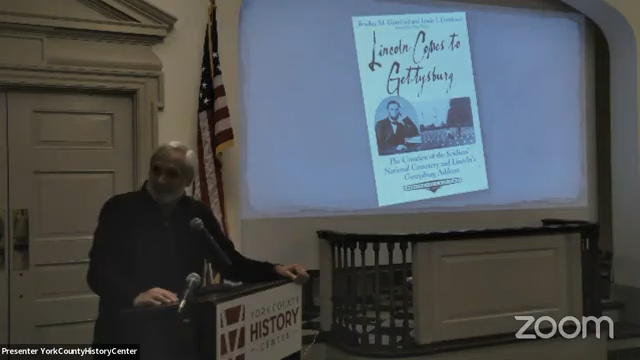 Lincoln Comes to
Gettysburg
The Creation of the Soldiers'
National Cemetery and Lincoln's
Gettysburg Address
YORK COUNTY
HISTORY
CENTER
zoom
Presenter YorkCountyHistoryCenter